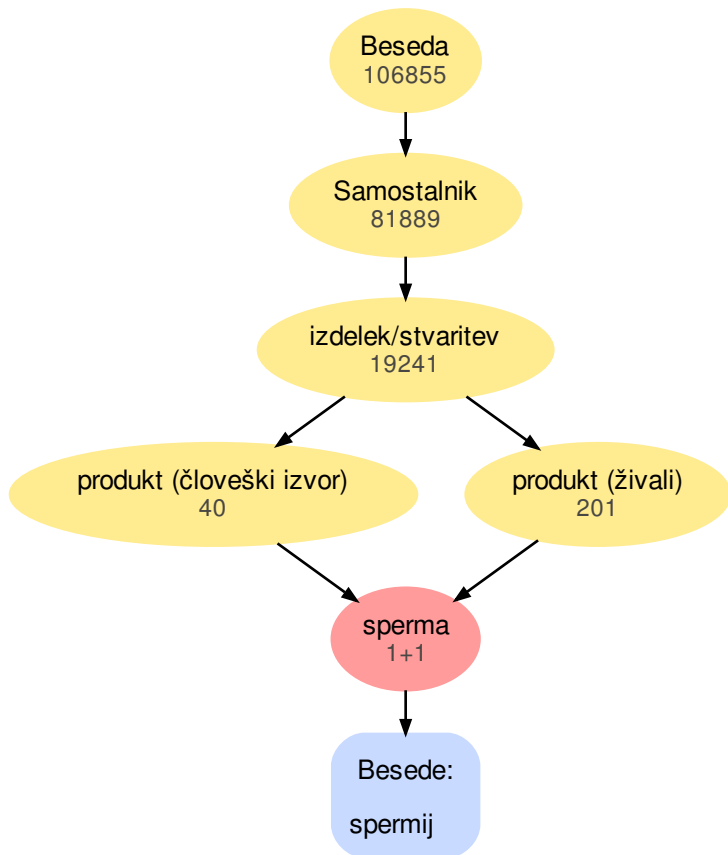 Beseda
106855
Samostalnik
81889
izdelek/stvaritev
19241
produkt (človeški izvor)
40
produkt (živali)
201
sperma
1+1
Besede:
spermij